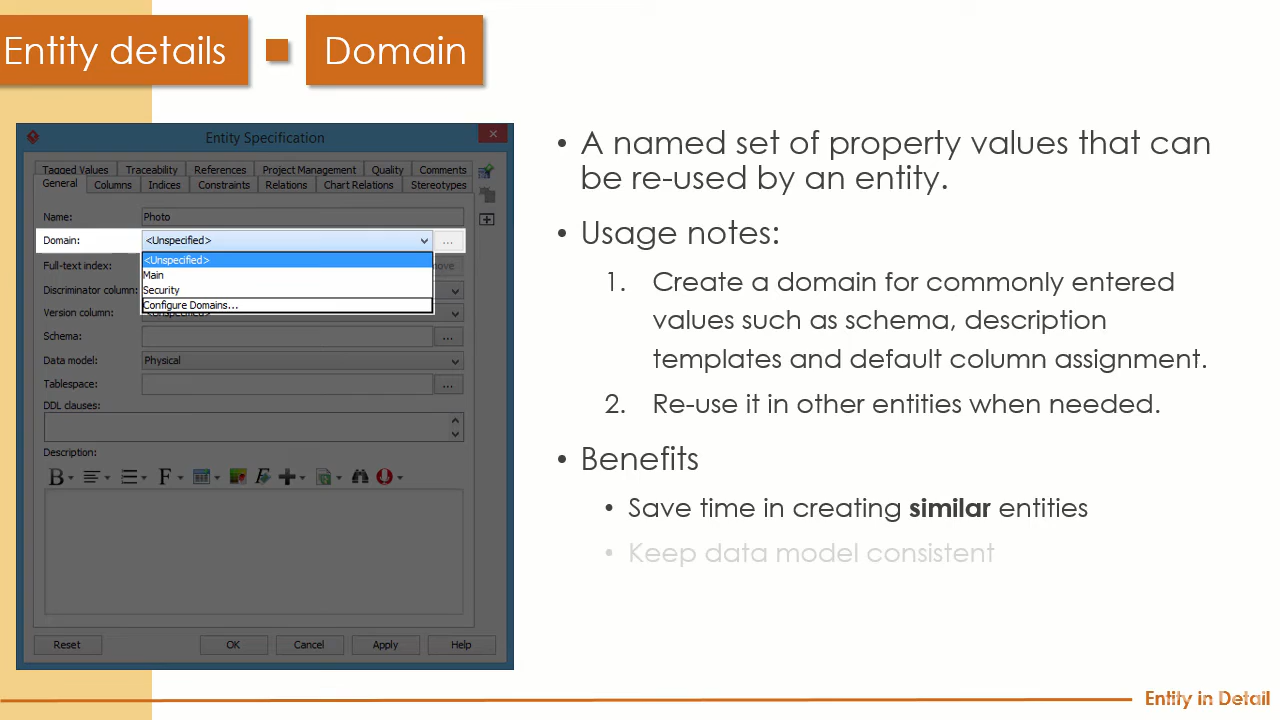 Entity details
Domain
Entity Specification
Tagged Values Traceability References Project Management Quality Comments
General Columns Indices Constraints Relations Chart Relations Stereotypes
Name: Photo
Domain: <Unspecified> ...
<Unspecified>
Main
Security
Configure Domains...
Full-text index:
Discriminator column:
Version column: <Unspecified>
Schema: ...
Data model: Physical
Tablespace: ...
DDL clauses:
Description:
B F
Reset OK Cancel Apply Help
• A named set of property values that can
be re-used by an entity.
• Usage notes:
1. Create a domain for commonly entered
values such as schema, description
templates and default column assignment.
2. Re-use it in other entities when needed.
• Benefits
• Save time in creating similar entities
• Keep data model consistent
Entity in Detail